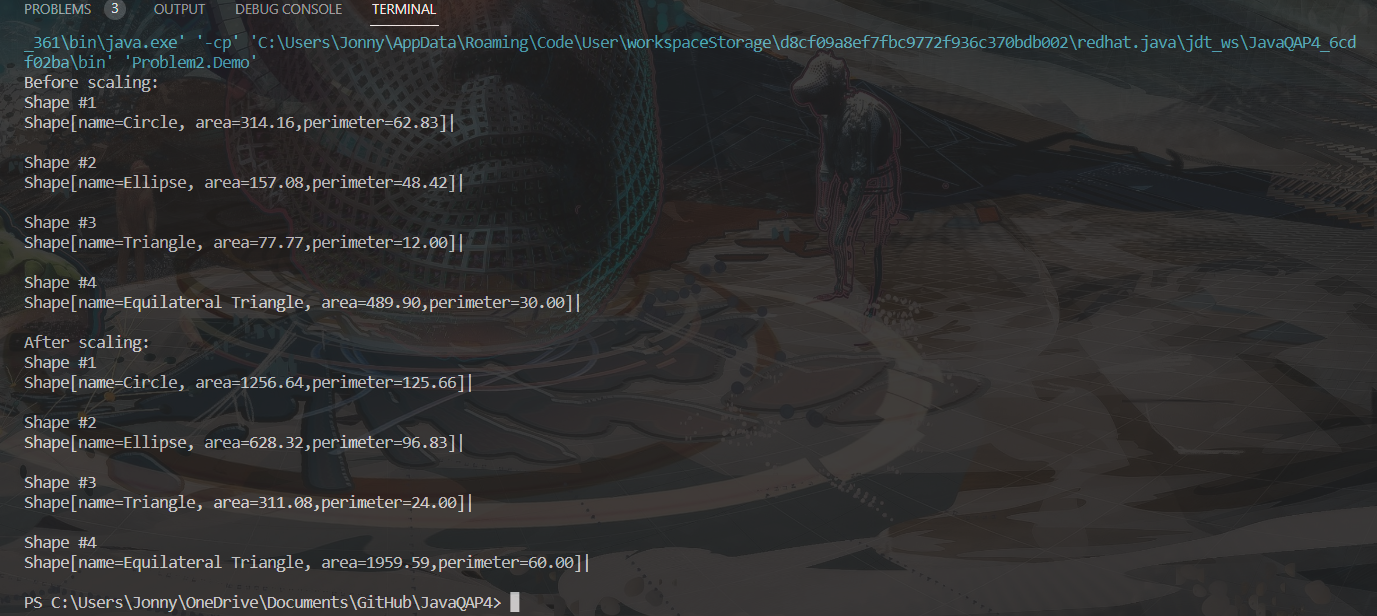 PROBLEMS 3 OUTPUT DEBUG CONSOLE TERMINAL
_361\bin\java.exe' '-cp' 'C:\Users\Jonny\AppData\Roaming\Code\User\workspaceStorage\d8cf09a8ef7fbc9772f936c370bdb002\redhat.java\jdt_ws\JavaQAP4_6cd
f02ba\bin' 'Problem2.Demo'
Before scaling:
Shape #1
Shape[name=Circle, area=314.16,perimeter=62.83]|
Shape #2
Shape[name=Ellipse, area=157.08,perimeter=48.42]|
Shape #3
Shape[name=Triangle, area=77.77,perimeter=12.00]|
Shape #4
Shape[name=Equilateral Triangle, area=489.90,perimeter=30.00]|
After scaling:
Shape #1
Shape[name=Circle, area=1256.64,perimeter=125.66]|
Shape #2
Shape[name=Ellipse, area=628.32,perimeter=96.83]|
Shape #3
Shape[name=Triangle, area=311.08,perimeter=24.00]|
Shape #4
Shape[name=Equilateral Triangle, area=1959.59,perimeter=60.00]|
PS C:\Users\Jonny\OneDrive\Documents\GitHub\JavaQAP4>